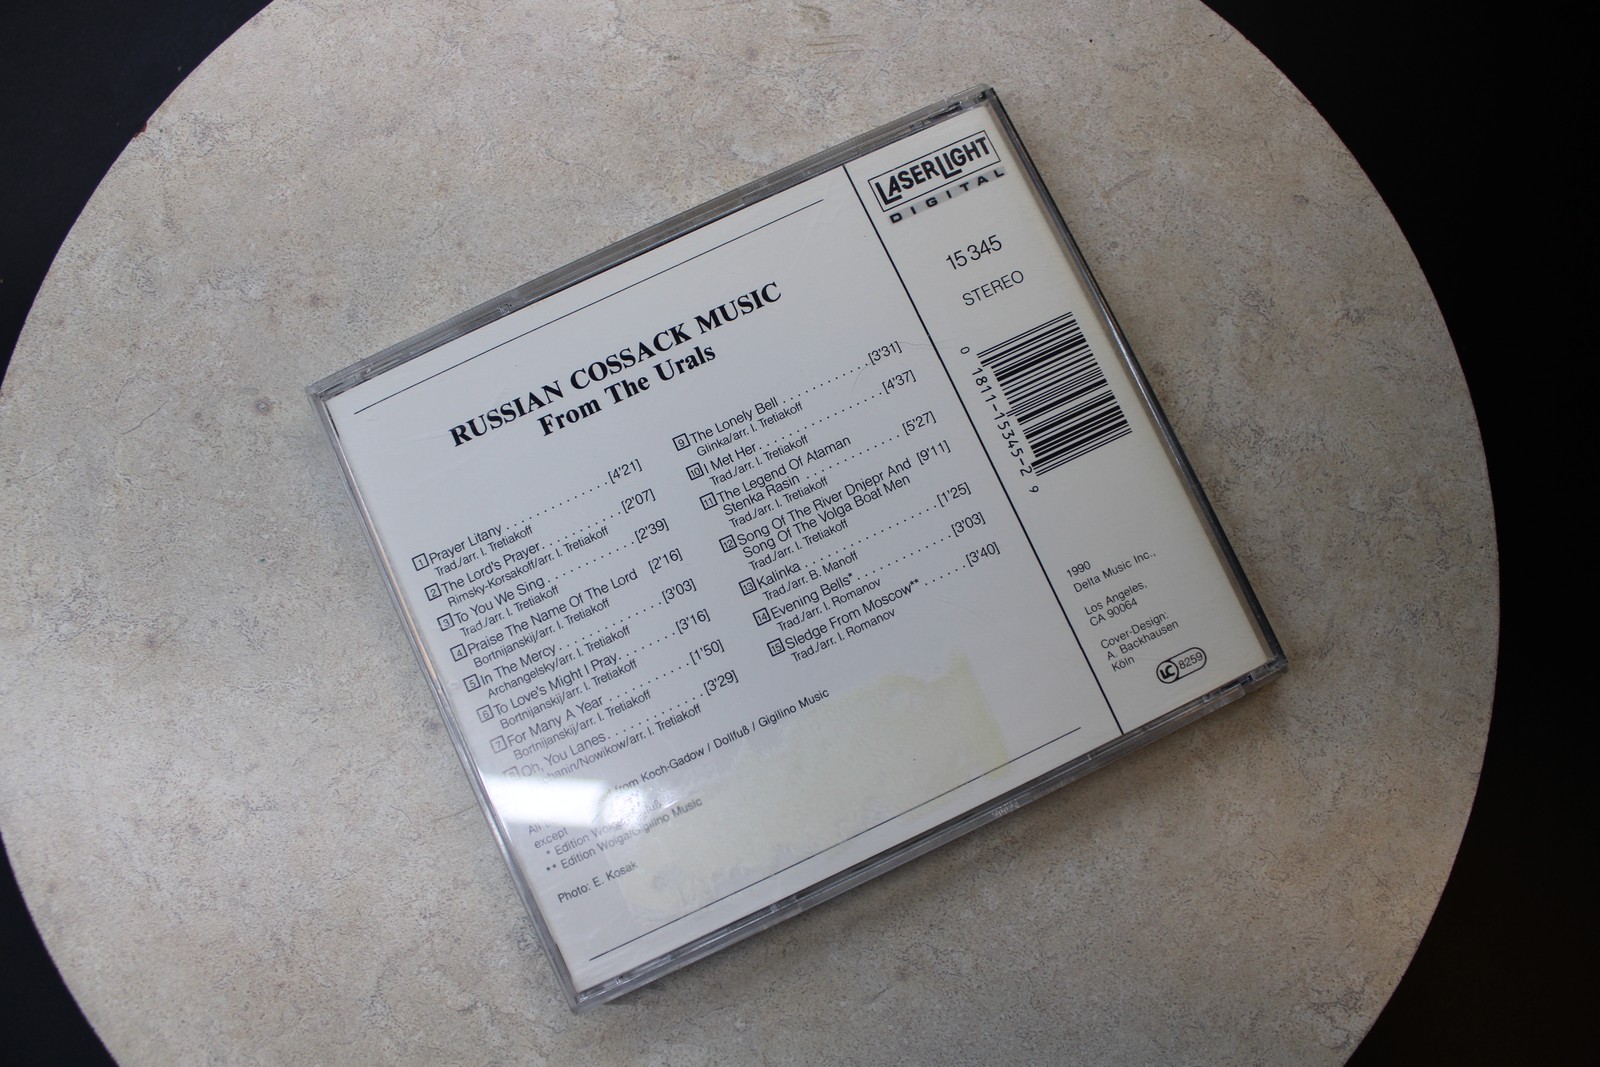 RUSSIAN COSSACK MUSIC
From The Urals
1 Prayer Litany . . . . . . . . . . . . [4'21]
Trad./arr. I. Tretiakoff
2 The Lord's Prayer . . . . . . . . . [2'07]
Rimsky-Korsakoff/arr. I. Tretiakoff
3 To You We Sing . . . . . . . . . . [2'39]
Trad./arr. I. Tretiakoff
4 Praise The Name Of The Lord [2'16]
Bortnijanskij/arr. I. Tretiakoff
5 In The Mercy . . . . . . . . . . . . [3'03]
Archangelsky/arr. I. Tretiakoff
6 To Love's Might I Pray . . . . . . [3'16]
Bortnijanskij/arr. I. Tretiakoff
7 For Many A Year . . . . . . . . . [1'50]
Bortnijanskij/arr. I. Tretiakoff
Oh, You Lanes . . . . . . . . . . . [3'29]
/Nowikow/arr. I. Tretiakoff
9 The Lonely Bell . . . . . . . . . . [3'31]
Glinka/arr. I. Tretiakoff
10 I Met Her . . . . . . . . . . . . . . [4'37]
Trad./arr. I. Tretiakoff
11 The Legend Of Ataman
Stenka Rasin . . . . . . . . . . . . [5'27]
Trad./arr. I. Tretiakoff
12 Song Of The River Dnjepr And [9'11]
Song Of The Volga Boat Men
Trad./arr. I. Tretiakoff
13 Kalinka . . . . . . . . . . . . . . . [1'25]
Trad./arr. B. Manoff
14 Evening Bells* . . . . . . . . . . . [3'03]
Trad./arr. I. Romanov
15 Sledge From Moscow** . . . . . . [3'40]
Trad./arr. I. Romanov
from Koch-Gadow / Dollfuß / Gigilino Music
except
* Edition
** Edition Wolga/Gigilino Music
Photo: E. Kosak
LASERLIGHT
DIGITAL
15 345
STEREO
0 1811-15345-2 9
1990
Delta Music Inc.,
Los Angeles,
CA 90064
Cover-Design:
A. Backhausen
Köln
LC 8259